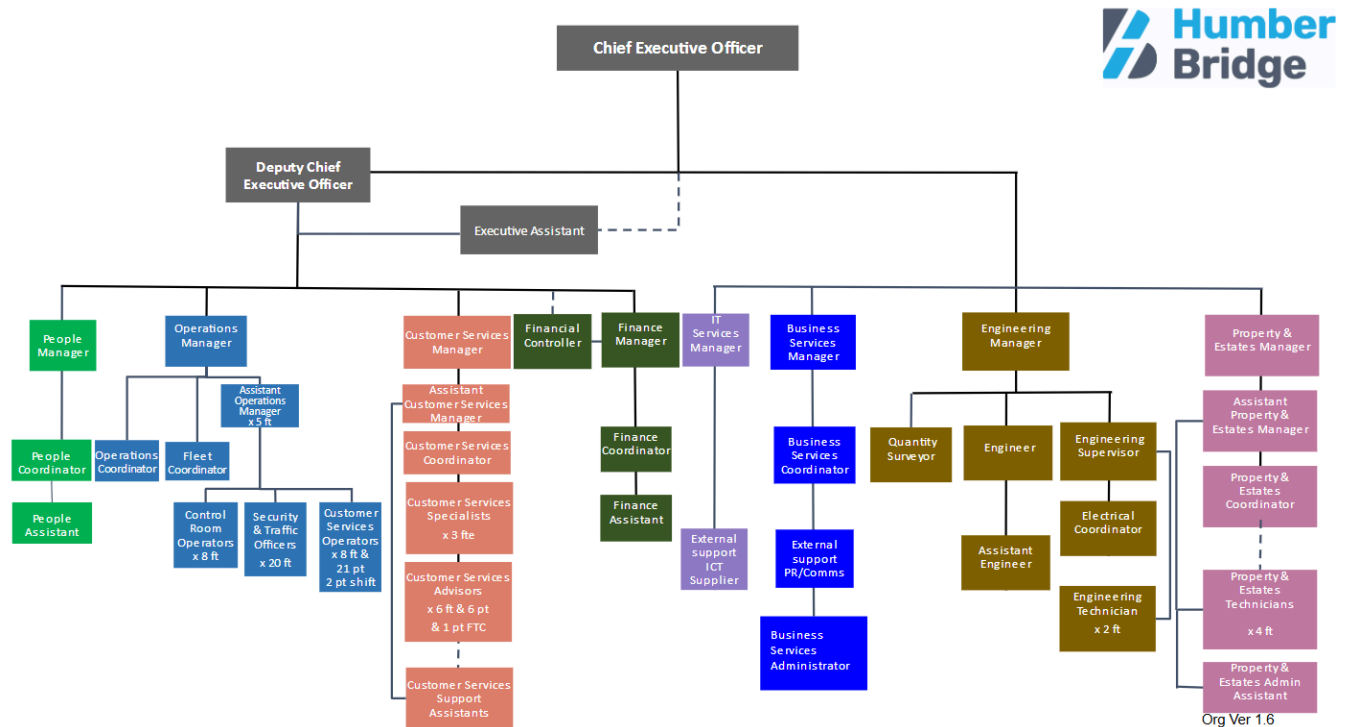 Humber
Bridge
Chief Executive Officer
Deputy Chief
Executive Officer
Executive Assistant
People
Manager
People
Coordinator
People
Assistant
Operations
Manager
Assistant
Operations
Manager
x 5 ft
Operations
Coordinator
Fleet
Coordinator
Control
Room
Operators
x 8 ft
Security
& Traffic
Officers
x 20 ft
Customer
Services
Operators
x 8 ft &
21 pt
2 pt shift
Customer Services
Manager
Assistant
Customer Services
Manager
Customer Services
Coordinator
Customer Services
Specialists
x 3 fte
Customer Services
Advisors
x 6 ft & 6 pt
& 1 pt FTC
Customer Services
Support
Assistants
Financial
Controller
Finance
Manager
Finance
Coordinator
Finance
Assistant
IT
Services
Manager
External
support
ICT
Supplier
Business
Services
Manager
Business
Services
Coordinator
External
support
PR/Comms
Business
Services
Administrator
Engineering
Manager
Quantity
Surveyor
Engineer
Assistant
Engineer
Engineering
Supervisor
Electrical
Coordinator
Engineering
Technician
x 2 ft
Property &
Estates Manager
Assistant
Property &
Estates Manager
Property &
Estates
Coordinator
Property &
Estates
Technicians
x 4 ft
Property &
Estates Admin
Assistant
Org Ver 1.6